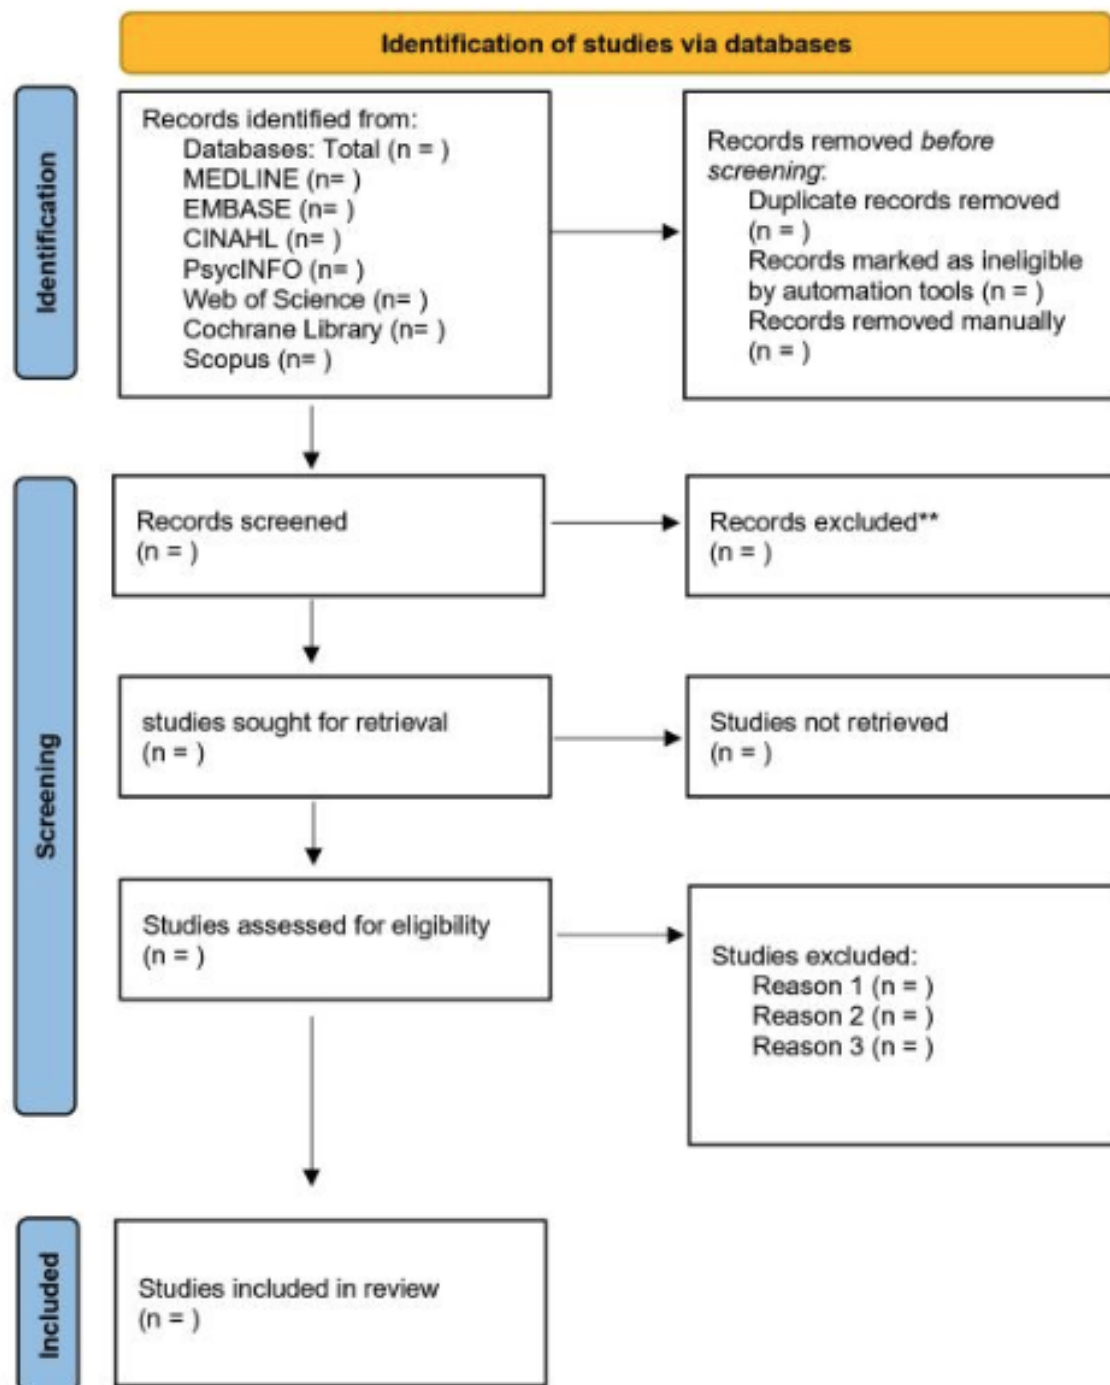 Identification of studies via databases
Identification
Records identified from:
Databases: Total (n = )
MEDLINE (n= )
EMBASE (n= )
CINAHL (n= )
PsycINFO (n= )
Web of Science (n= )
Cochrane Library (n= )
Scopus (n= )
Records removed before
screening:
Duplicate records removed
(n = )
Records marked as ineligible
by automation tools (n = )
Records removed manually
(n = )
Screening
Records screened
(n = )
Records excluded**
(n = )
studies sought for retrieval
(n = )
Studies not retrieved
(n = )
Studies assessed for eligibility
(n = )
Studies excluded:
Reason 1 (n = )
Reason 2 (n = )
Reason 3 (n = )
Included
Studies included in review
(n = )